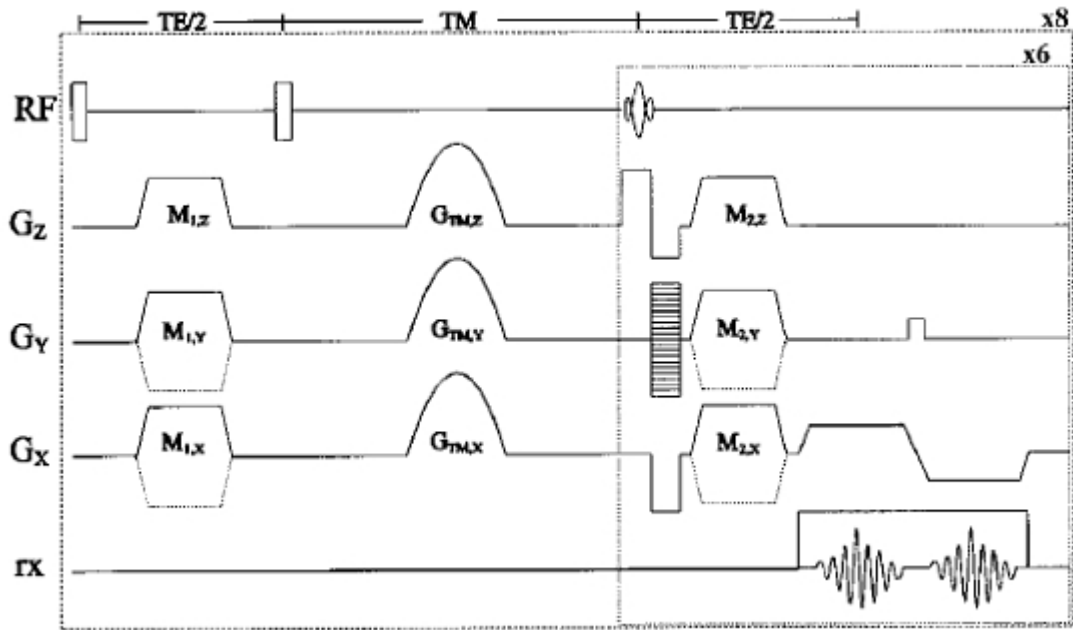 TE/2 TM TE/2 x8
x6
RF
GZ M1,Z GTM,Z M2,Z
GY M1,Y GTM,Y M2,Y
GX M1,X GTM,X M2,X
rx